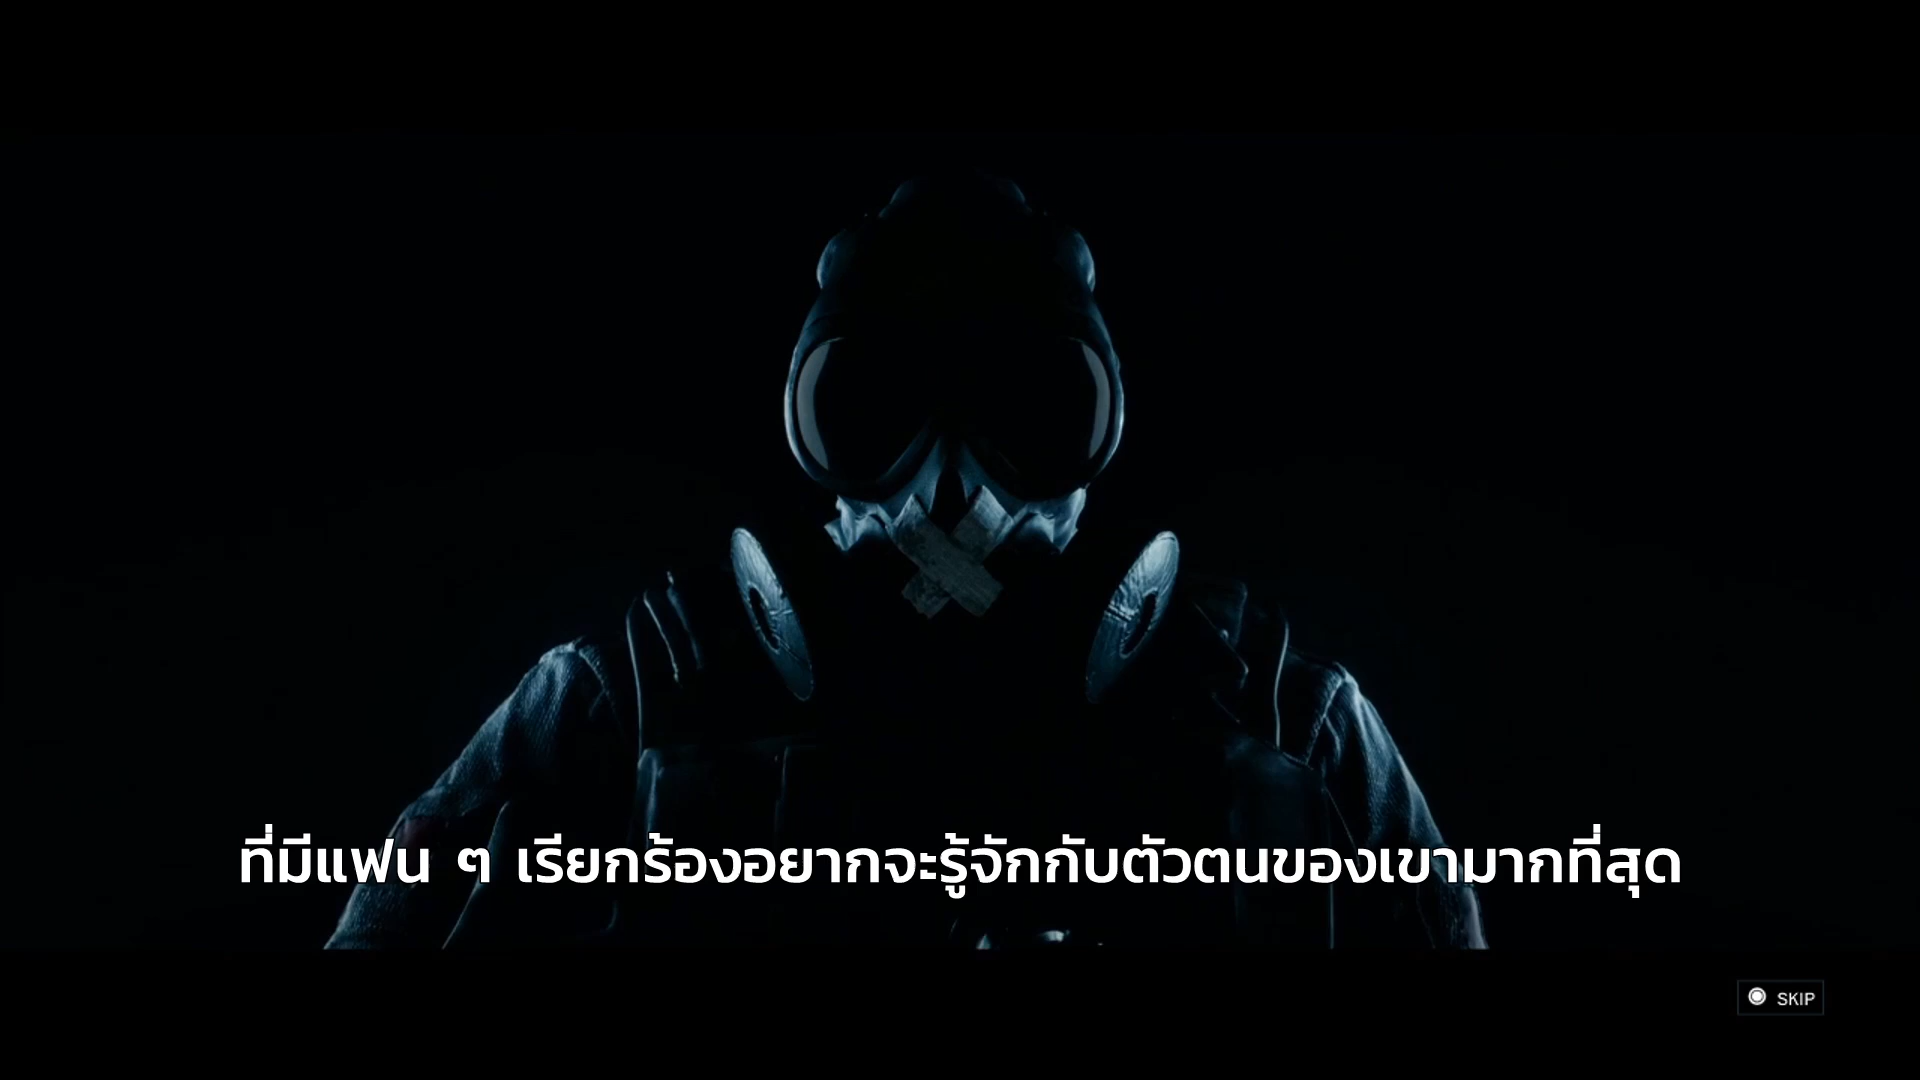 ที่มีแฟน ๆ เรียกร้องอยากจะรู้จักกับตัวตนของเขามากที่สุด
SKIP